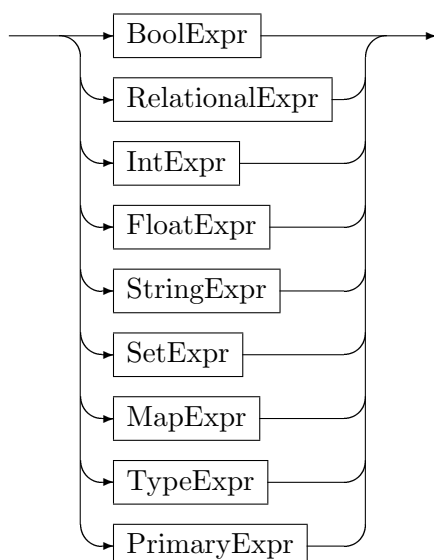 BoolExpr
RelationalExpr
IntExpr
FloatExpr
StringExpr
SetExpr
MapExpr
TypeExpr
PrimaryExpr